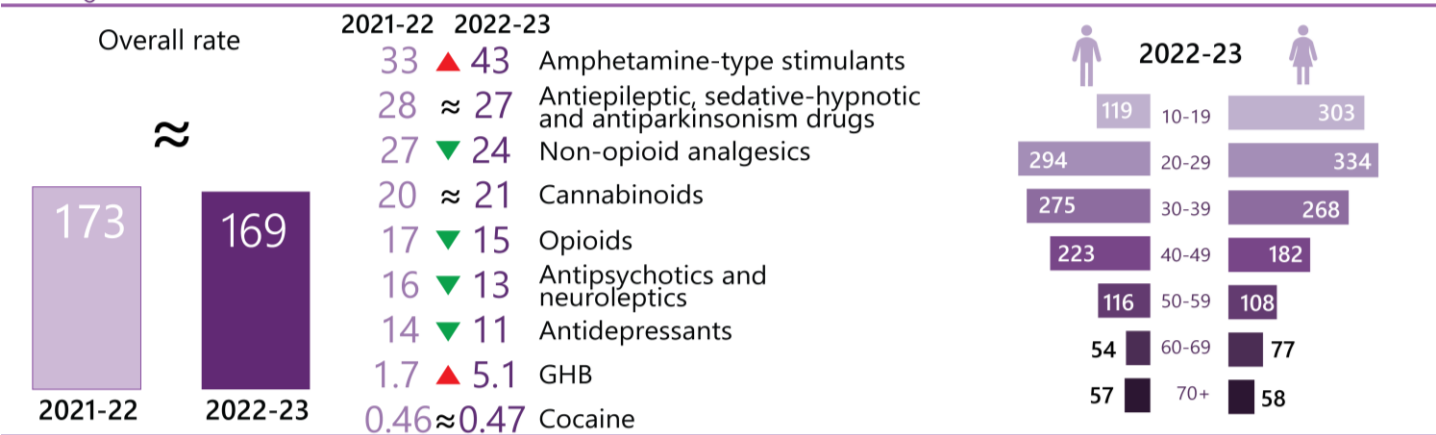 Overall rate
≈
173
169
2021-22 2022-23
2021-22 2022-23
33 ▲ 43 Amphetamine-type stimulants
28 ≈ 27 Antiepileptic, sedative-hypnotic
and antiparkinsonism drugs
27 ▼ 24 Non-opioid analgesics
20 ≈ 21 Cannabinoids
17 ▼ 15 Opioids
16 ▼ 13 Antipsychotics and
neuroleptics
14 ▼ 11 Antidepressants
1.7 ▲ 5.1 GHB
0.46 ≈ 0.47 Cocaine
2022-23
119 10-19 303
294 20-29 334
275 30-39 268
223 40-49 182
116 50-59 108
54 60-69 77
57 70+ 58